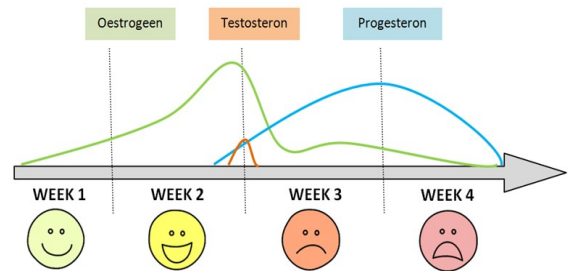 Oestrogeen
Testosteron
Progesteron
WEEK 1
WEEK 2
WEEK 3
WEEK 4